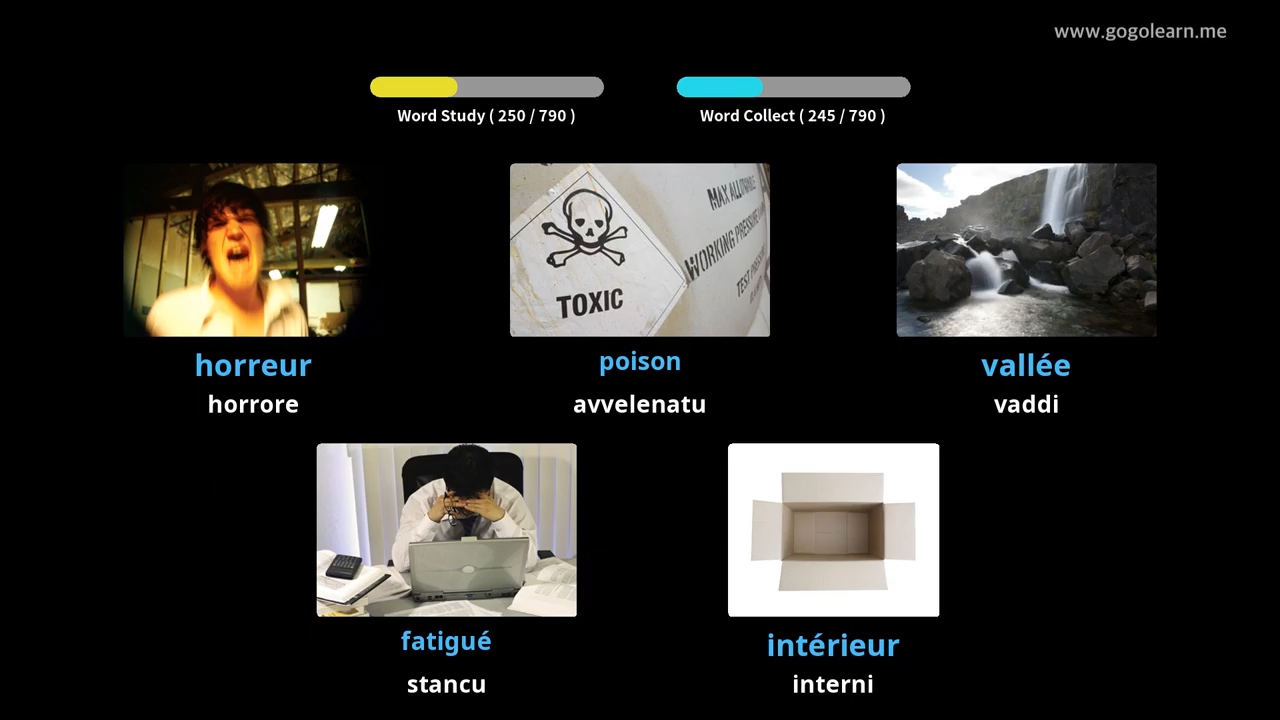 www.gogolearn.me
Word Study ( 250 / 790 )
Word Collect ( 245 / 790 )
TOXIC
MAX
WORKING PRESSURE
TEST
horreur
horrore
poison
avvelenatu
vallée
vaddi
fatigué
stancu
intérieur
interni